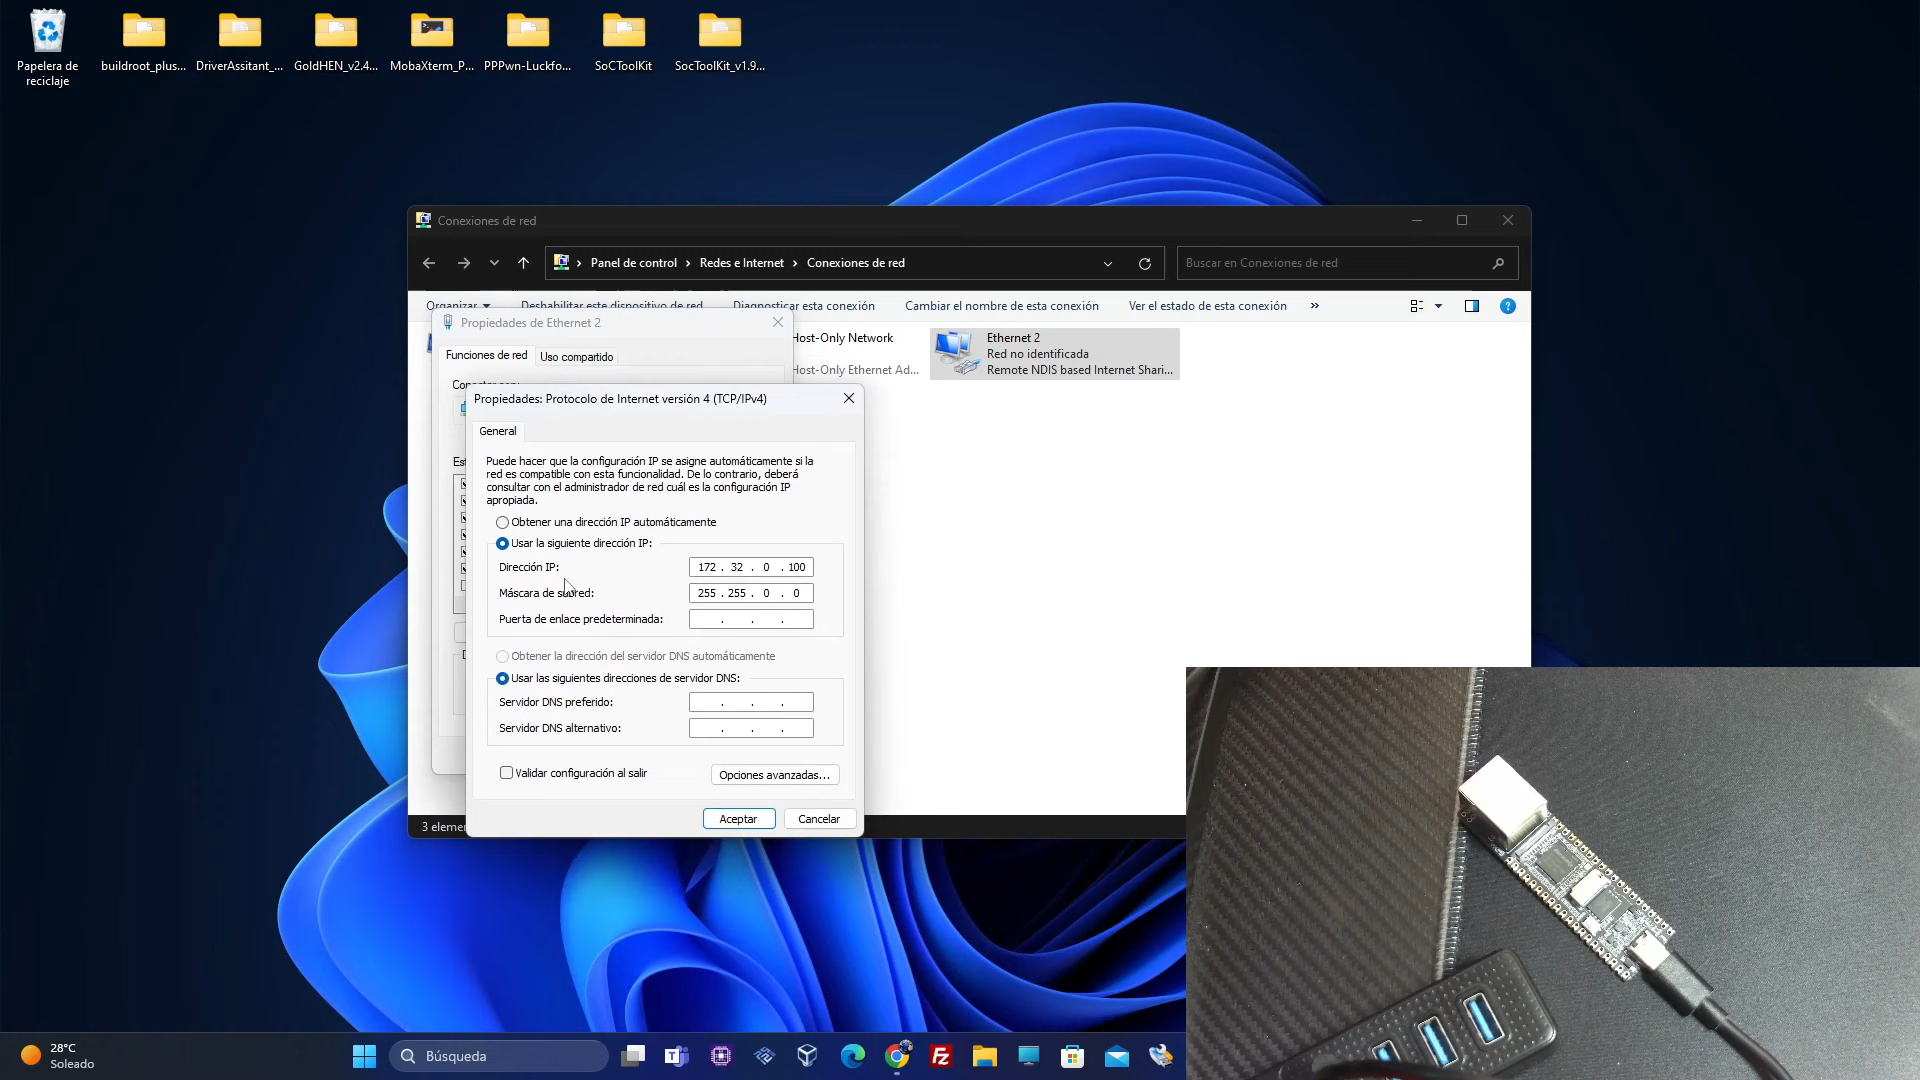 Papelera de
reciclaje
buildroot_plus...
DriverAssitant_...
GoldHEN_v2.4...
MobaXterm_P...
PPPwn-Luckfo...
SoCToolKit
SocToolKit_v1.9...
Conexiones de red
Panel de control
Redes e Internet
Conexiones de red
Buscar en Conexiones de red
Organizar
Deshabilitar este dispositivo de red
Diagnosticar esta conexión
Cambiar el nombre de esta conexión
Ver el estado de esta conexión
»
Propiedades de Ethernet 2
Host-Only Network
Host-Only Ethernet Ad...
Ethernet 2
Red no identificada
Remote NDIS based Internet Shari...
Funciones de red
Uso compartido
Propiedades: Protocolo de Internet versión 4 (TCP/IPv4)
General
Puede hacer que la configuración IP se asigne automáticamente si la
red es compatible con esta funcionalidad. De lo contrario, deberá
consultar con el administrador de red cuál es la configuración IP
apropiada.
Obtener una dirección IP automáticamente
Usar la siguiente dirección IP:
Dirección IP: 172 . 32 . 0 . 100
Máscara de subred: 255 . 255 . 0 . 0
Puerta de enlace predeterminada: . . .
Obtener la dirección del servidor DNS automáticamente
Usar las siguientes direcciones de servidor DNS:
Servidor DNS preferido: . . .
Servidor DNS alternativo: . . .
Validar configuración al salir
Opciones avanzadas...
Aceptar
Cancelar
28°C
Soleado
Búsqueda